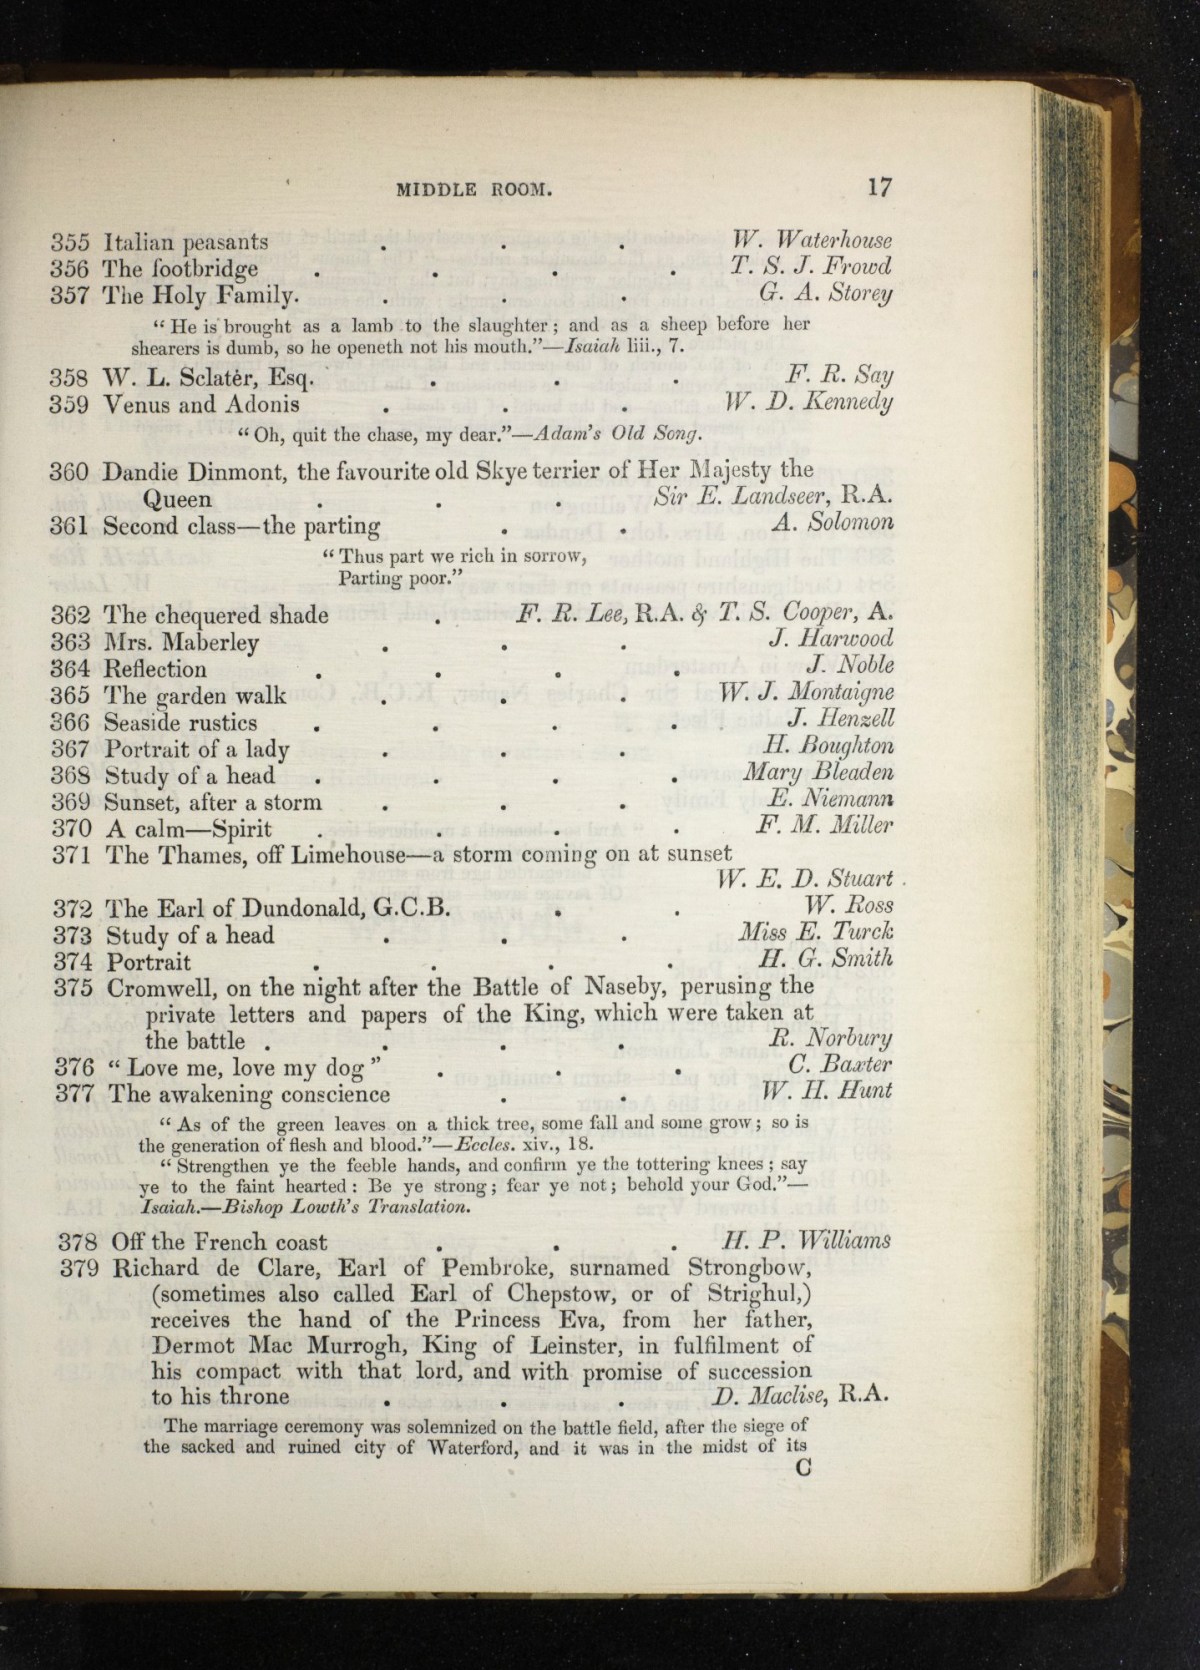 MIDDLE ROOM. 17
355 Italian peasants . . . W. Waterhouse
356 The footbridge . . . . T. S. J. Frowd
357 The Holy Family. . . . G. A. Storey
“ He is brought as a lamb to the slaughter ; and as a sheep before her
shearers is dumb, so he openeth not his mouth.”—Isaiah liii., 7.
358 W. L. Sclater, Esq. . . . F. R. Say
359 Venus and Adonis . . . W. D. Kennedy
“ Oh, quit the chase, my dear.”—Adam's Old Song.
360 Dandie Dinmont, the favourite old Skye terrier of Her Majesty the
Queen . . . Sir E. Landseer, R.A.
361 Second class—the parting . . A. Solomon
“ Thus part we rich in sorrow,
Parting poor.”
362 The chequered shade . F. R. Lee, R.A. & T. S. Cooper, A.
363 Mrs. Maberley . . . J. Harwood
364 Reflection . . . . J. Noble
365 The garden walk . . . W. J. Montaigne
366 Seaside rustics . . . . J. Henzell
367 Portrait of a lady . . . H. Boughton
368 Study of a head . . . . Mary Bleaden
369 Sunset, after a storm . . . E. Niemann
370 A calm—Spirit . . . . F. M. Miller
371 The Thames, off Limehouse—a storm coming on at sunset
W. E. D. Stuart
372 The Earl of Dundonald, G.C.B. . . W. Ross
373 Study of a head . . . Miss E. Turck
374 Portrait . . . . H. G. Smith
375 Cromwell, on the night after the Battle of Naseby, perusing the
private letters and papers of the King, which were taken at
the battle . . . . R. Norbury
376 “ Love me, love my dog ” . . . C. Baxter
377 The awakening conscience . . W. H. Hunt
“ As of the green leaves on a thick tree, some fall and some grow ; so is
the generation of flesh and blood.”—Eccles. xiv., 18.
“ Strengthen ye the feeble hands, and confirm ye the tottering knees ; say
ye to the faint hearted : Be ye strong ; fear ye not ; behold your God.”—
Isaiah.—Bishop Lowth's Translation.
378 Off the French coast . . . H. P. Williams
379 Richard de Clare, Earl of Pembroke, surnamed Strongbow,
(sometimes also called Earl of Chepstow, or of Strighul,)
receives the hand of the Princess Eva, from her father,
Dermot Mac Murrogh, King of Leinster, in fulfilment of
his compact with that lord, and with promise of succession
to his throne . . . D. Maclise, R.A.
The marriage ceremony was solemnized on the battle field, after the siege of
the sacked and ruined city of Waterford, and it was in the midst of its
C